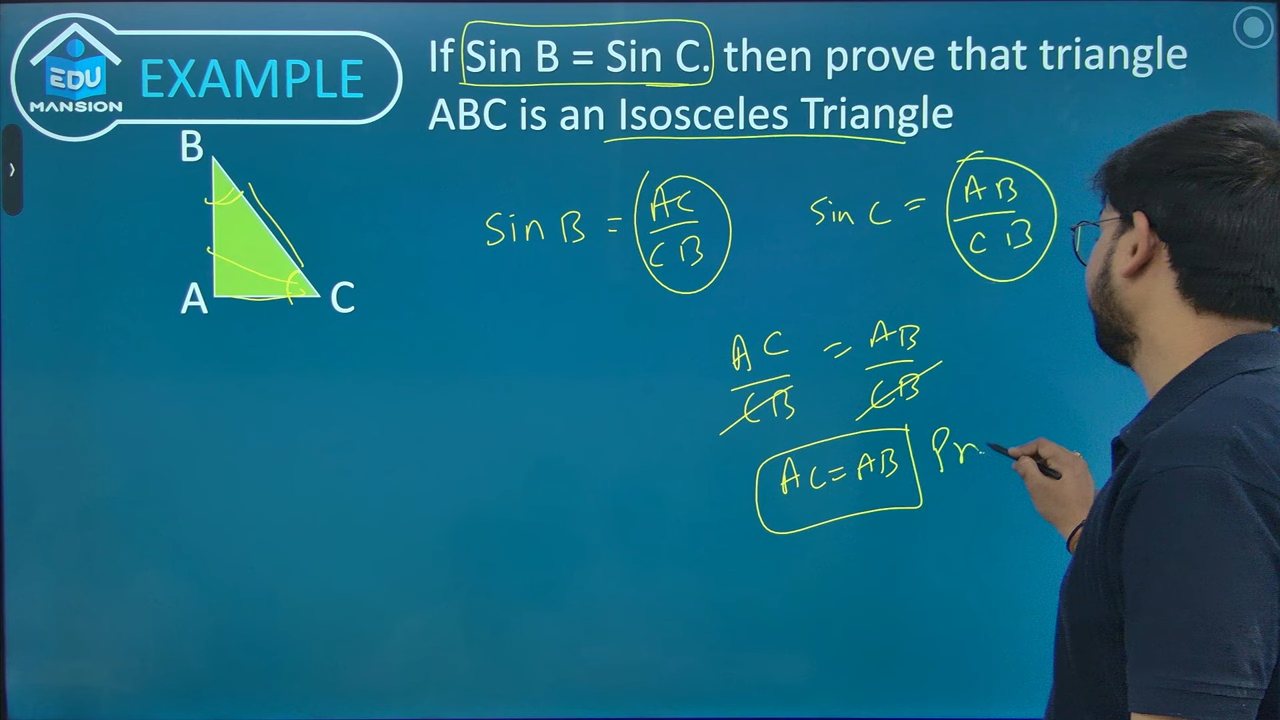 EDU
MANSION
EXAMPLE
If Sin B = Sin C. then prove that triangle
ABC is an Isosceles Triangle
B
A
C
Sin B = AC/CB
Sin C = AB/CB
AC/CB = AB/CB
AC = AB
Pr